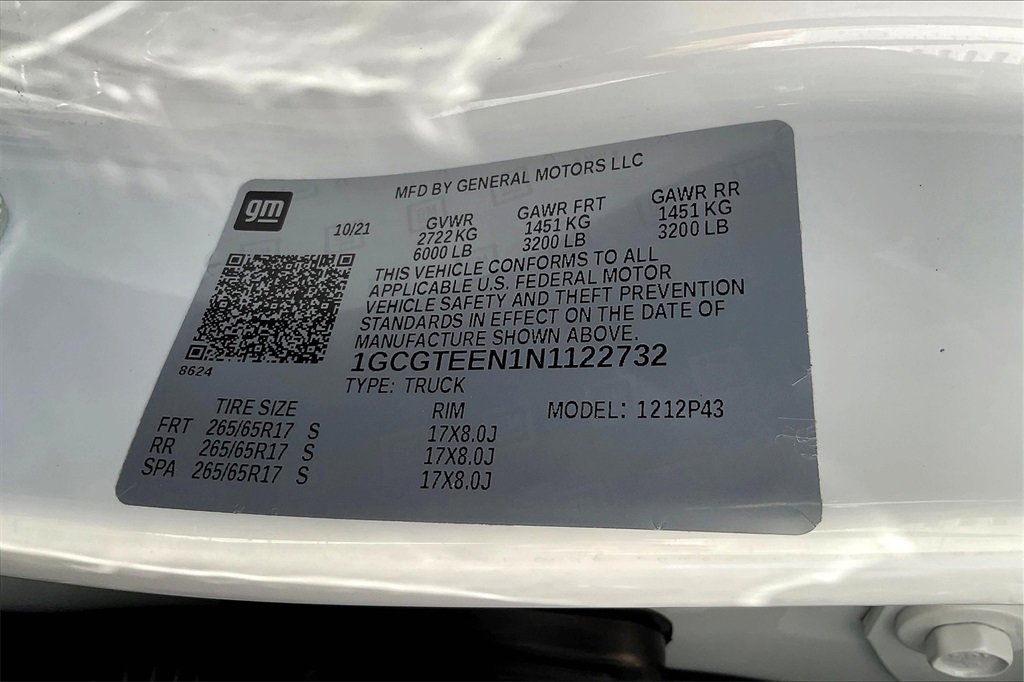 gm
MFD BY GENERAL MOTORS LLC
10/21
GVWR
2722 KG
6000 LB
GAWR FRT
1451 KG
3200 LB
GAWR RR
1451 KG
3200 LB
THIS VEHICLE CONFORMS TO ALL
APPLICABLE U.S. FEDERAL MOTOR
VEHICLE SAFETY AND THEFT PREVENTION
STANDARDS IN EFFECT ON THE DATE OF
MANUFACTURE SHOWN ABOVE.
8624
1GCGTEEN1N1122732
TYPE: TRUCK
TIRE SIZE RIM MODEL: 1212P43
FRT 265/65R17 S 17X8.0J
RR 265/65R17 S 17X8.0J
SPA 265/65R17 S 17X8.0J